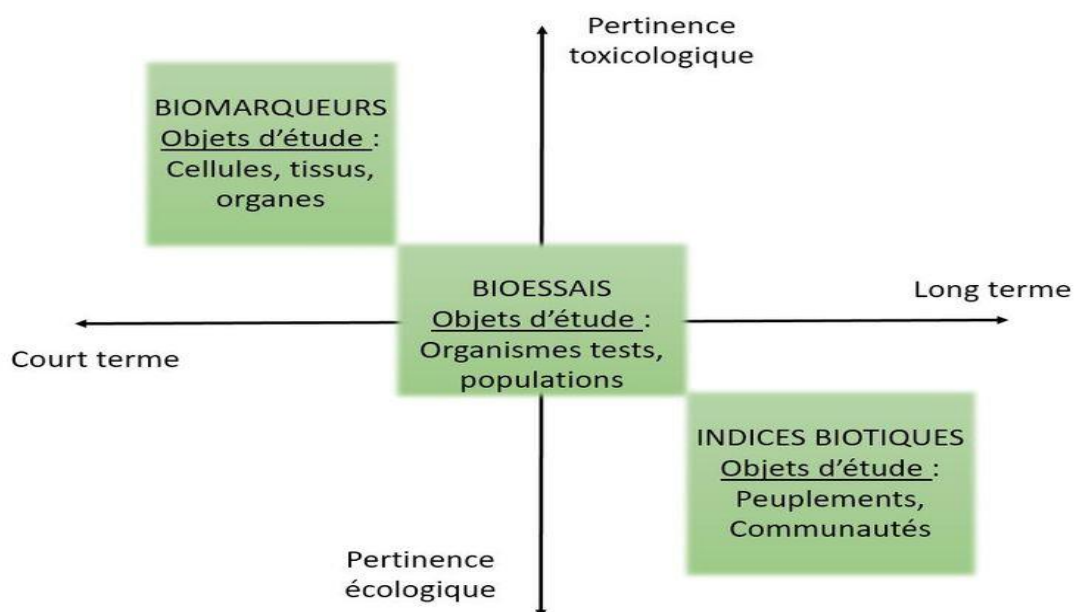 Pertinence
toxicologique
BIOMARQUEURS
Objets d'étude :
Cellules, tissus,
organes
BIOESSAIS
Objets d'étude :
Organismes tests,
populations
Long terme
Court terme
INDICES BIOTIQUES
Objets d'étude :
Peuplements,
Communautés
Pertinence
écologique